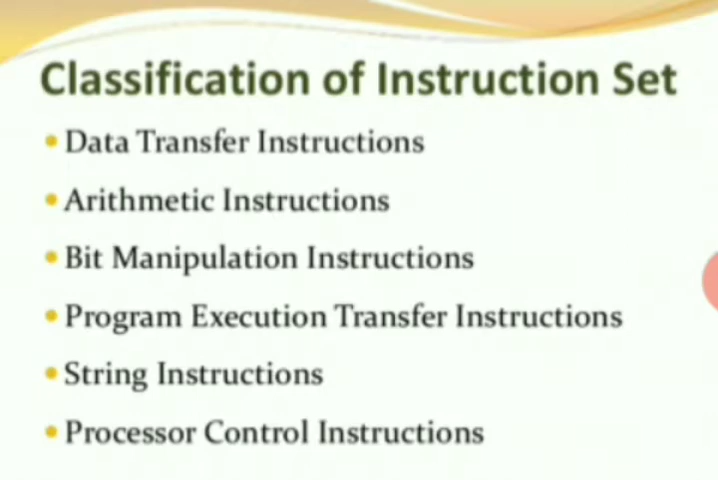 Classification of Instruction Set
Data Transfer Instructions
Arithmetic Instructions
Bit Manipulation Instructions
Program Execution Transfer Instructions
String Instructions
Processor Control Instructions